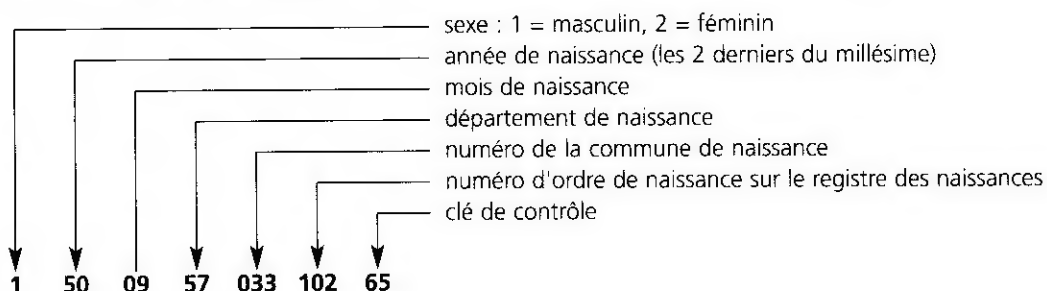 sexe : 1 = masculin, 2 = féminin
année de naissance (les 2 derniers du millésime)
mois de naissance
département de naissance
numéro de la commune de naissance
numéro d'ordre de naissance sur le registre des naissances
clé de contrôle
1 50 09 57 033 102 65